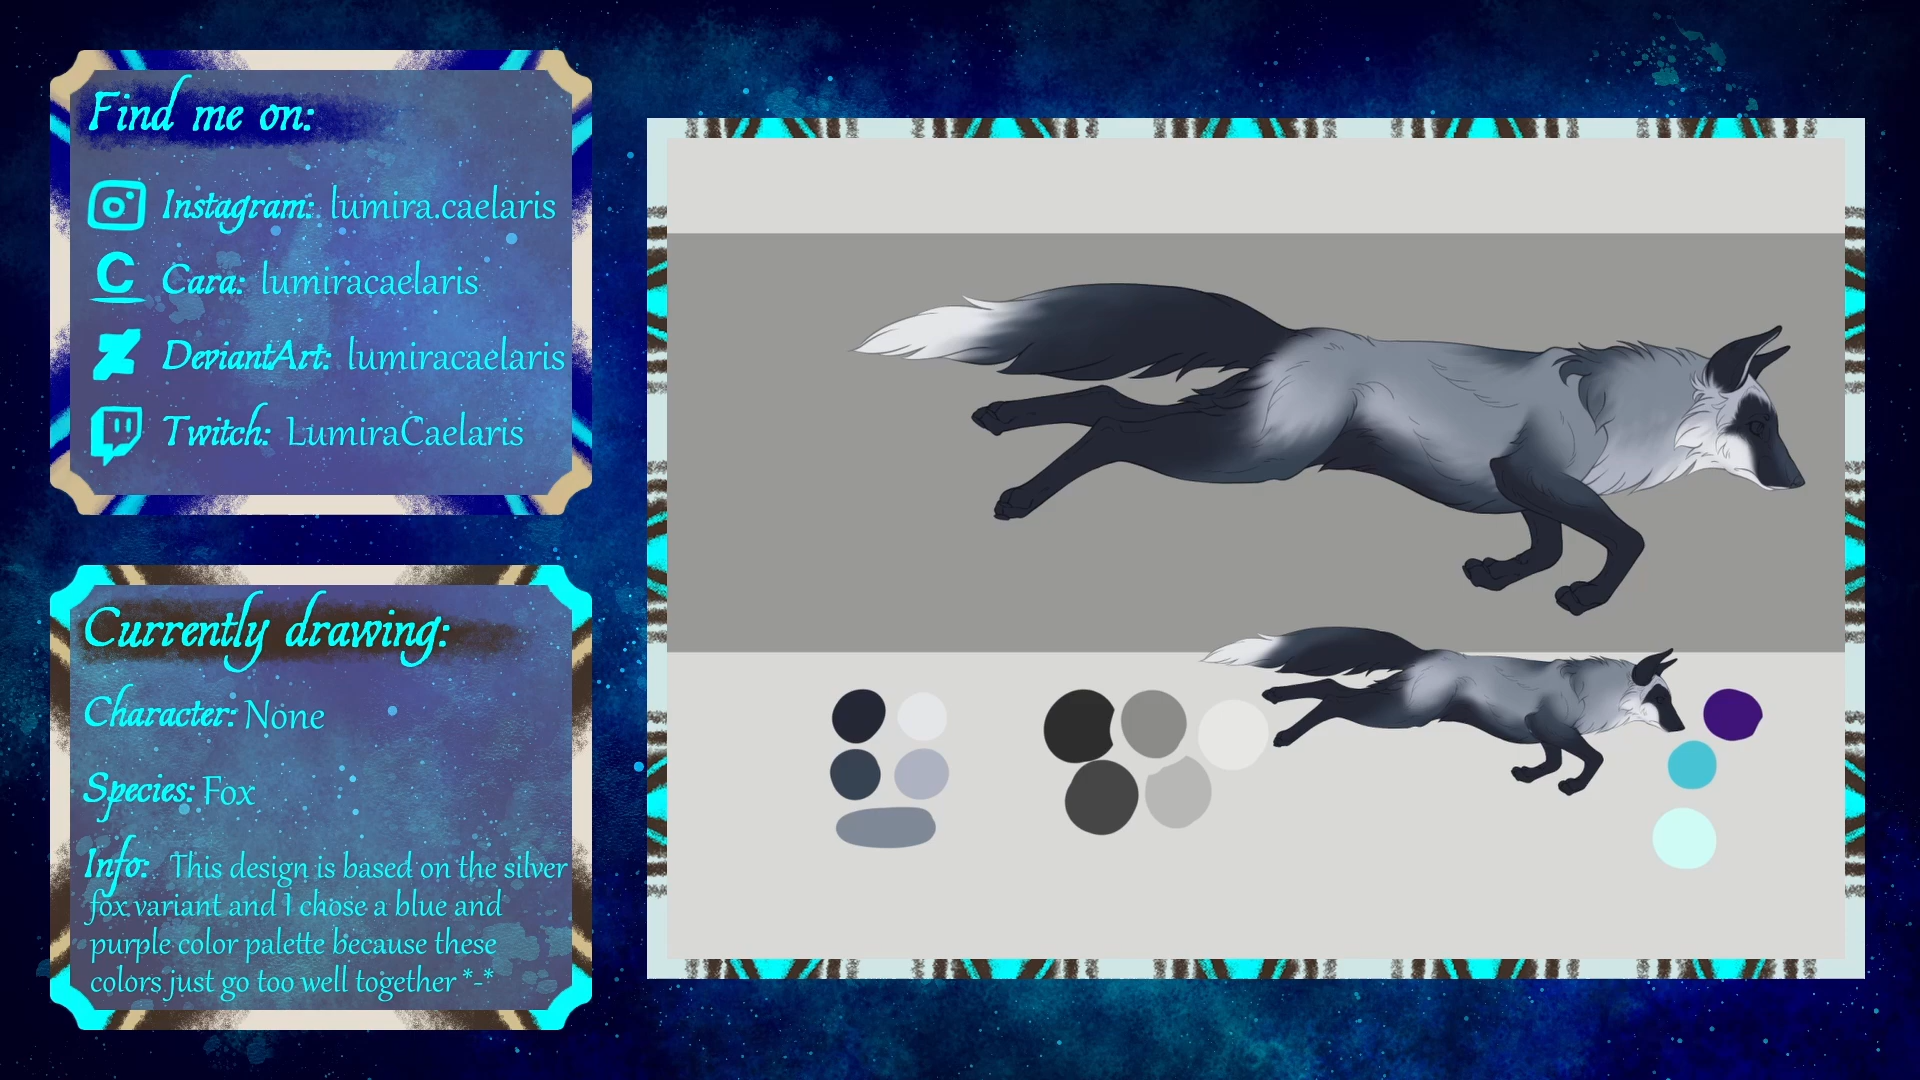 Find me on:
Instagram: lumira.caelaris
C Cara: lumiracaelaris
DeviantArt: lumiracaelaris
Twitch: LumiraCaelaris
Currently drawing:
Character: None
Species: Fox
Info: This design is based on the silver
fox variant and I chose a blue and
purple color palette because these
colors just go too well together *-*